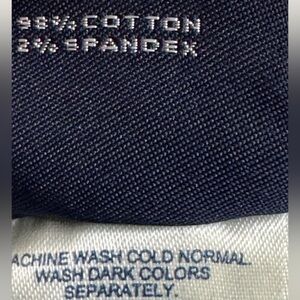 98% COTTON
2% SPANDEX
ACHINE WASH COLD NORMAL.
WASH DARK COLORS
SEPARATELY.